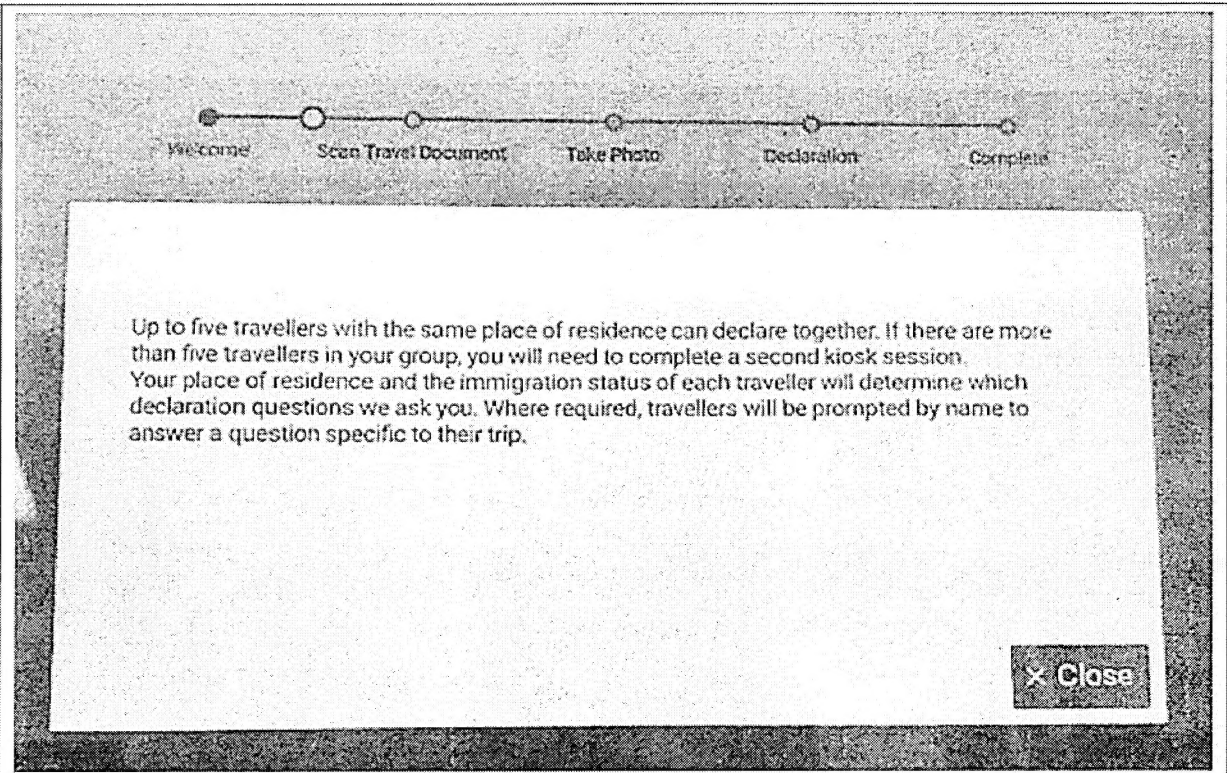 Welcome Scan Travel Document Take Photo Declaration Complete
Up to five travellers with the same place of residence can declare together. If there are more
than five travellers in your group, you will need to complete a second kiosk session.
Your place of residence and the immigration status of each traveller will determine which
declaration questions we ask you. Where required, travellers will be prompted by name to
answer a question specific to their trip.
× Close